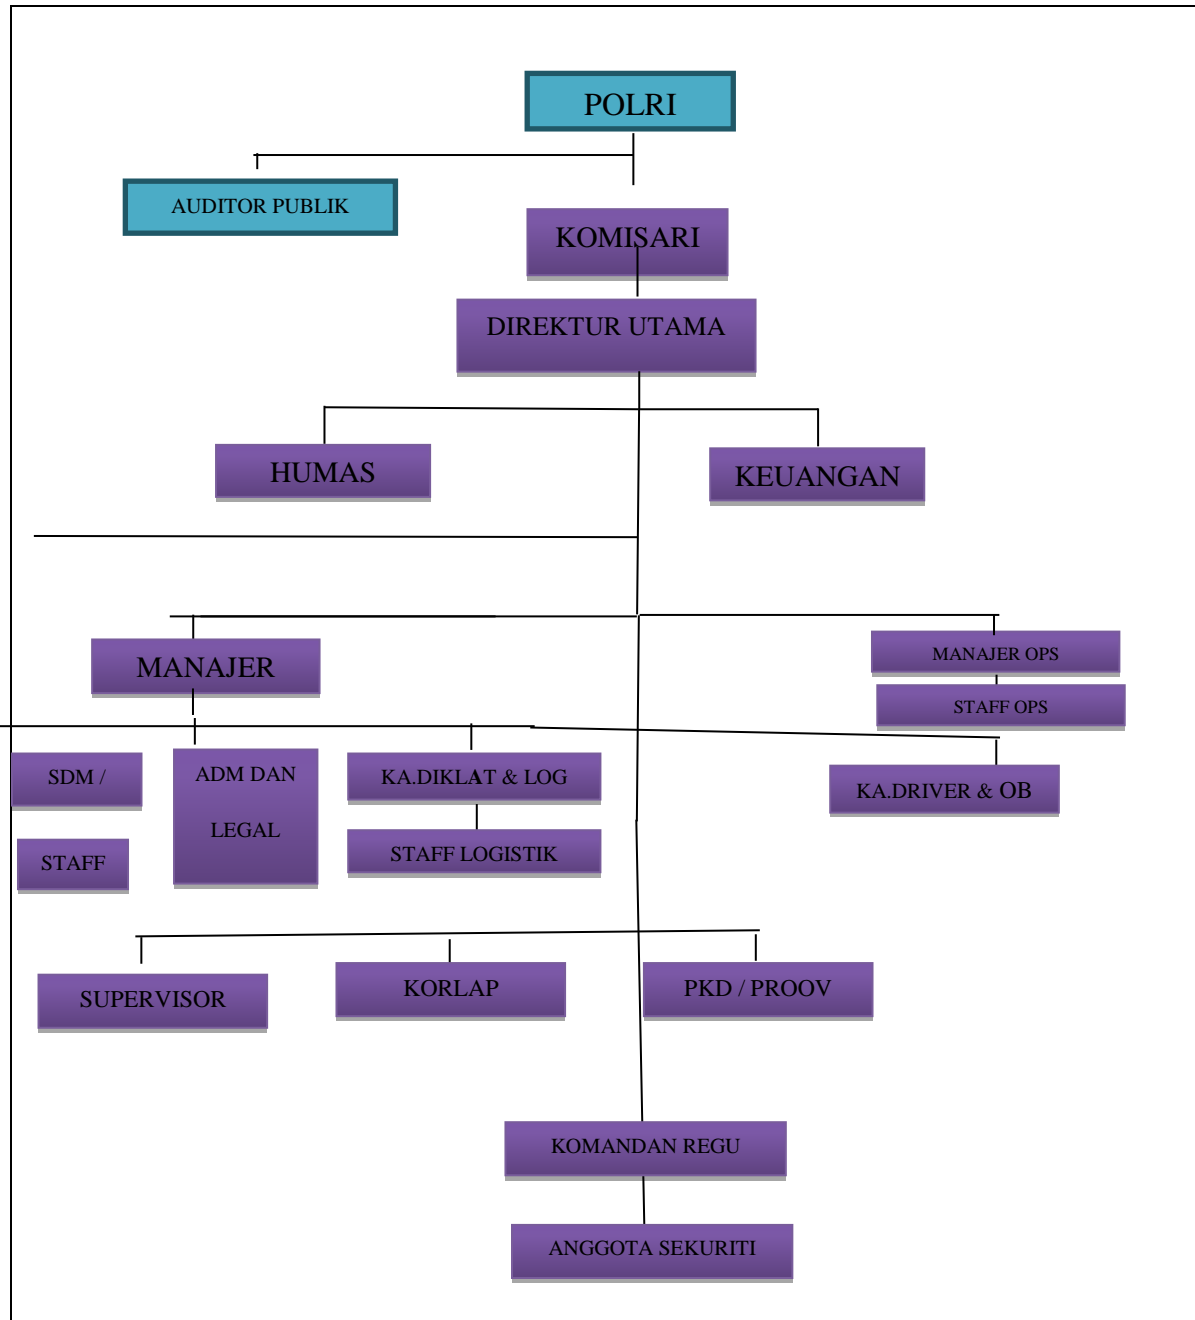 POLRI
AUDITOR PUBLIK
KOMISARI
DIREKTUR UTAMA
HUMAS
KEUANGAN
MANAJER
MANAJER OPS
STAFF OPS
SDM /
ADM DAN
LEGAL
KA.DIKLAT & LOG
KA.DRIVER & OB
STAFF
STAFF LOGISTIK
SUPERVISOR
KORLAP
PKD / PROOV
KOMANDAN REGU
ANGGOTA SEKURITI